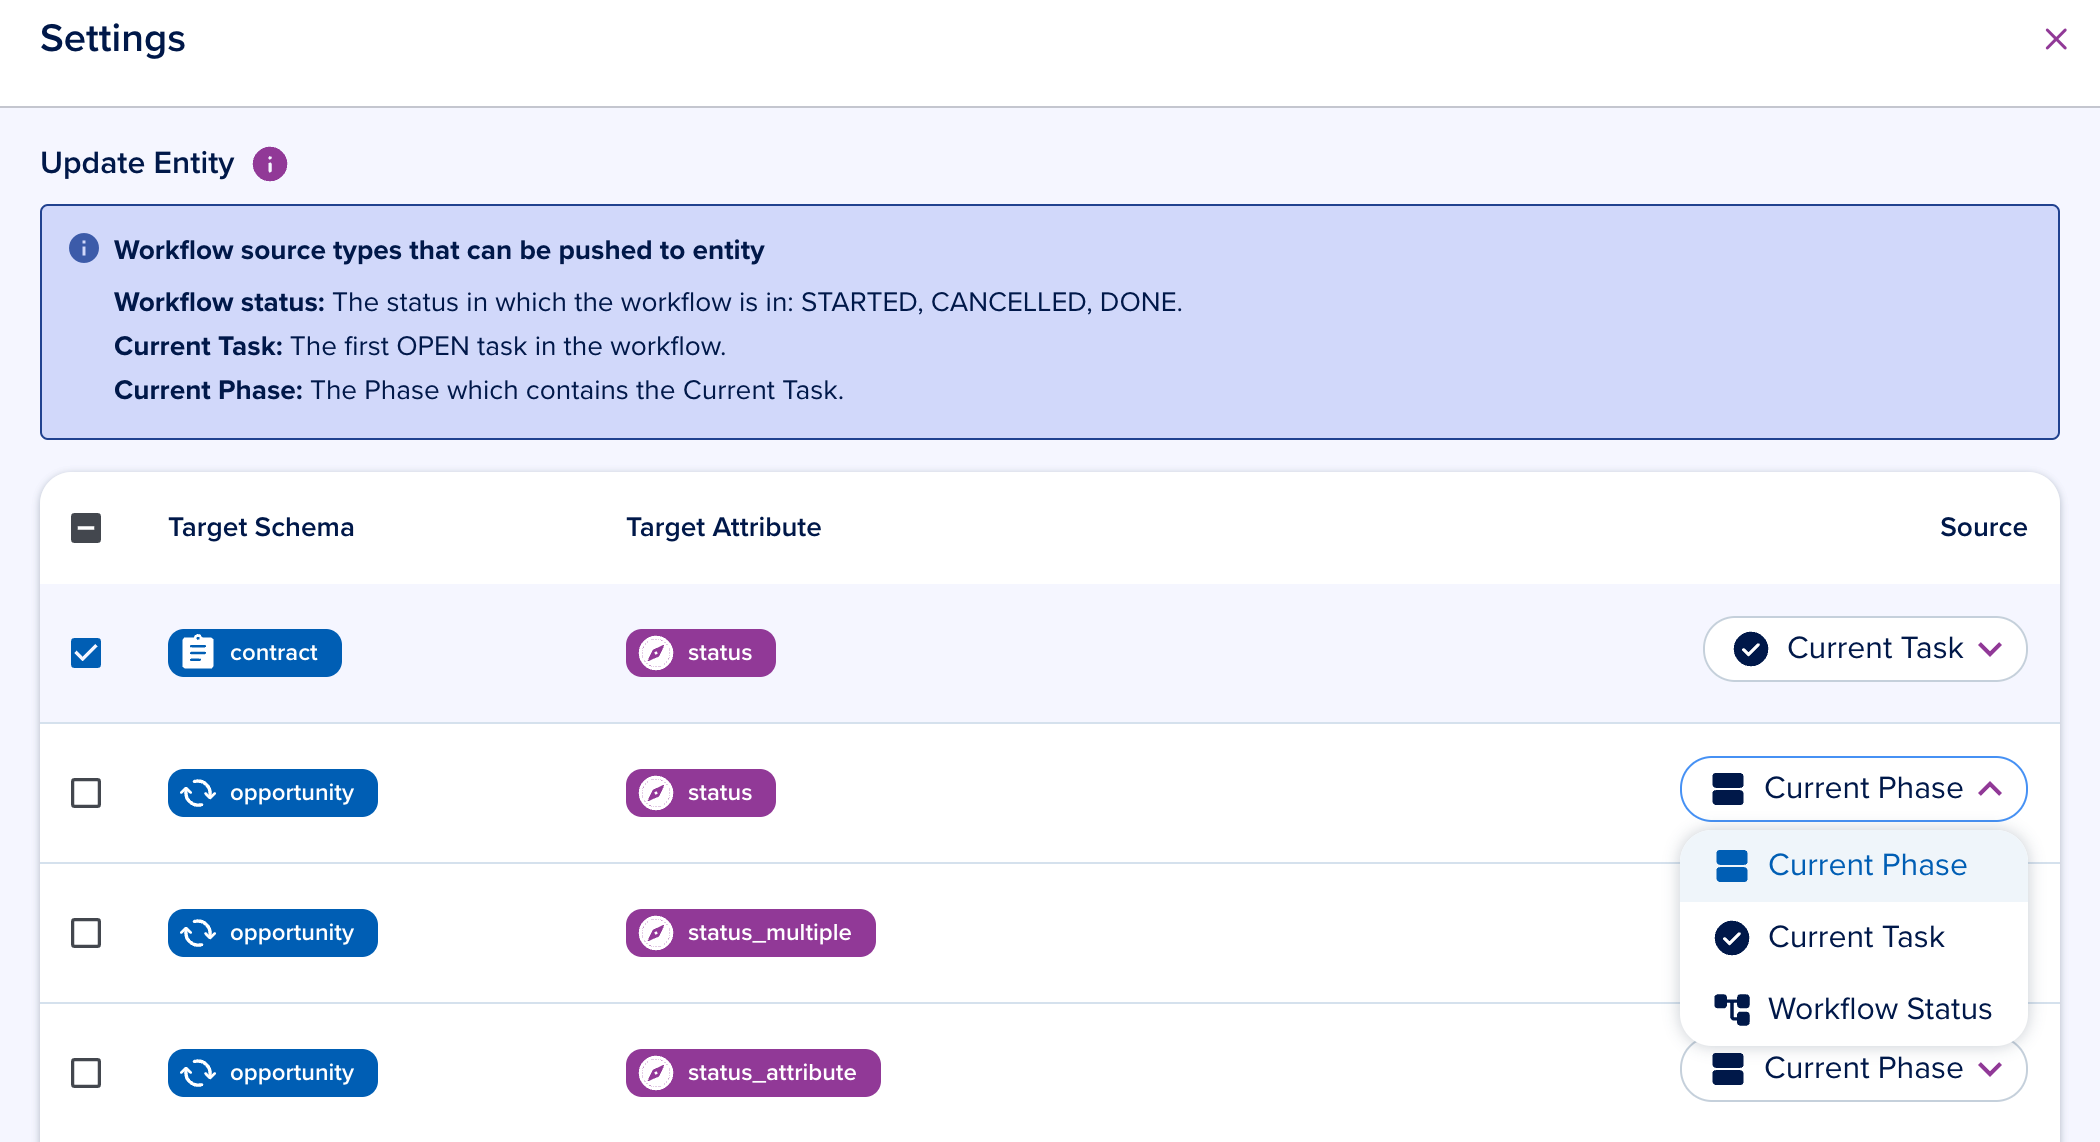 Settings
Update Entity
Workflow source types that can be pushed to entity
Workflow status: The status in which the workflow is in: STARTED, CANCELLED, DONE.
Current Task: The first OPEN task in the workflow.
Current Phase: The Phase which contains the Current Task.
Target Schema Target Attribute Source
contract status Current Task
opportunity status Current Phase
Current Phase
opportunity status_multiple Current Task
Workflow Status
opportunity status_attribute Current Phase